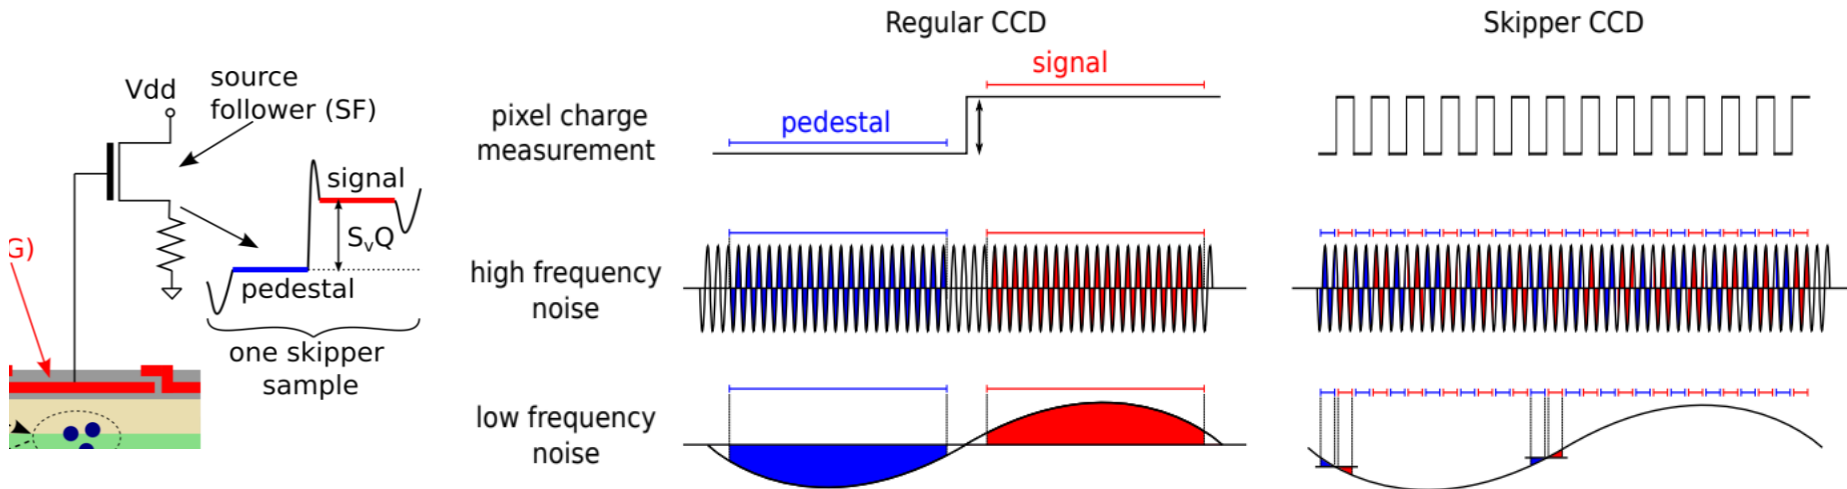 Vdd
source
follower (SF)
signal
SᵥQ
pedestal
one skipper
sample
G)
Regular CCD
Skipper CCD
pixel charge
measurement
pedestal
signal
high frequency
noise
low frequency
noise